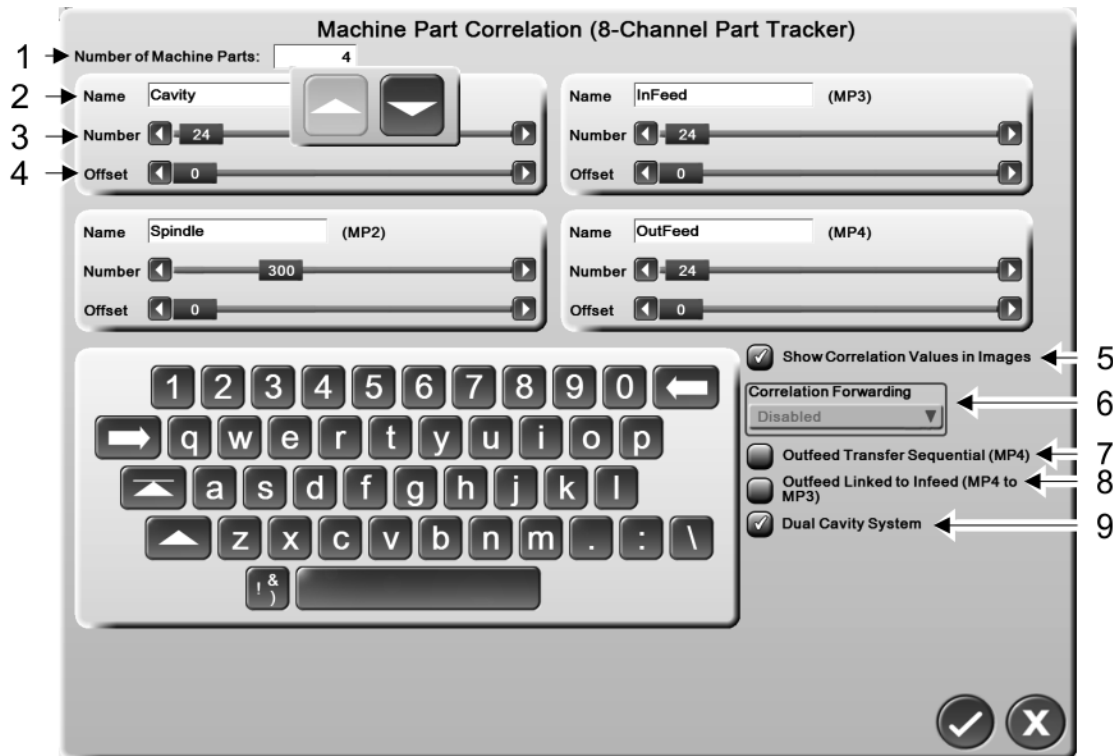 Machine Part Correlation (8-Channel Part Tracker)
1 Number of Machine Parts: 4
2 Name Cavity
3 Number 24
4 Offset 0
Name InFeed (MP3)
Number 24
Offset 0
Name Spindle (MP2)
Number 300
Offset 0
Name OutFeed (MP4)
Number 24
Offset 0
1 2 3 4 5 6 7 8 9 0
q w e r t y u i o p
a s d f g h j k l
z x c v b n m . : \
! & )
Show Correlation Values in Images 5
Correlation Forwarding
Disabled 6
Outfeed Transfer Sequential (MP4) 7
Outfeed Linked to Infeed (MP4 to
MP3) 8
Dual Cavity System 9
X